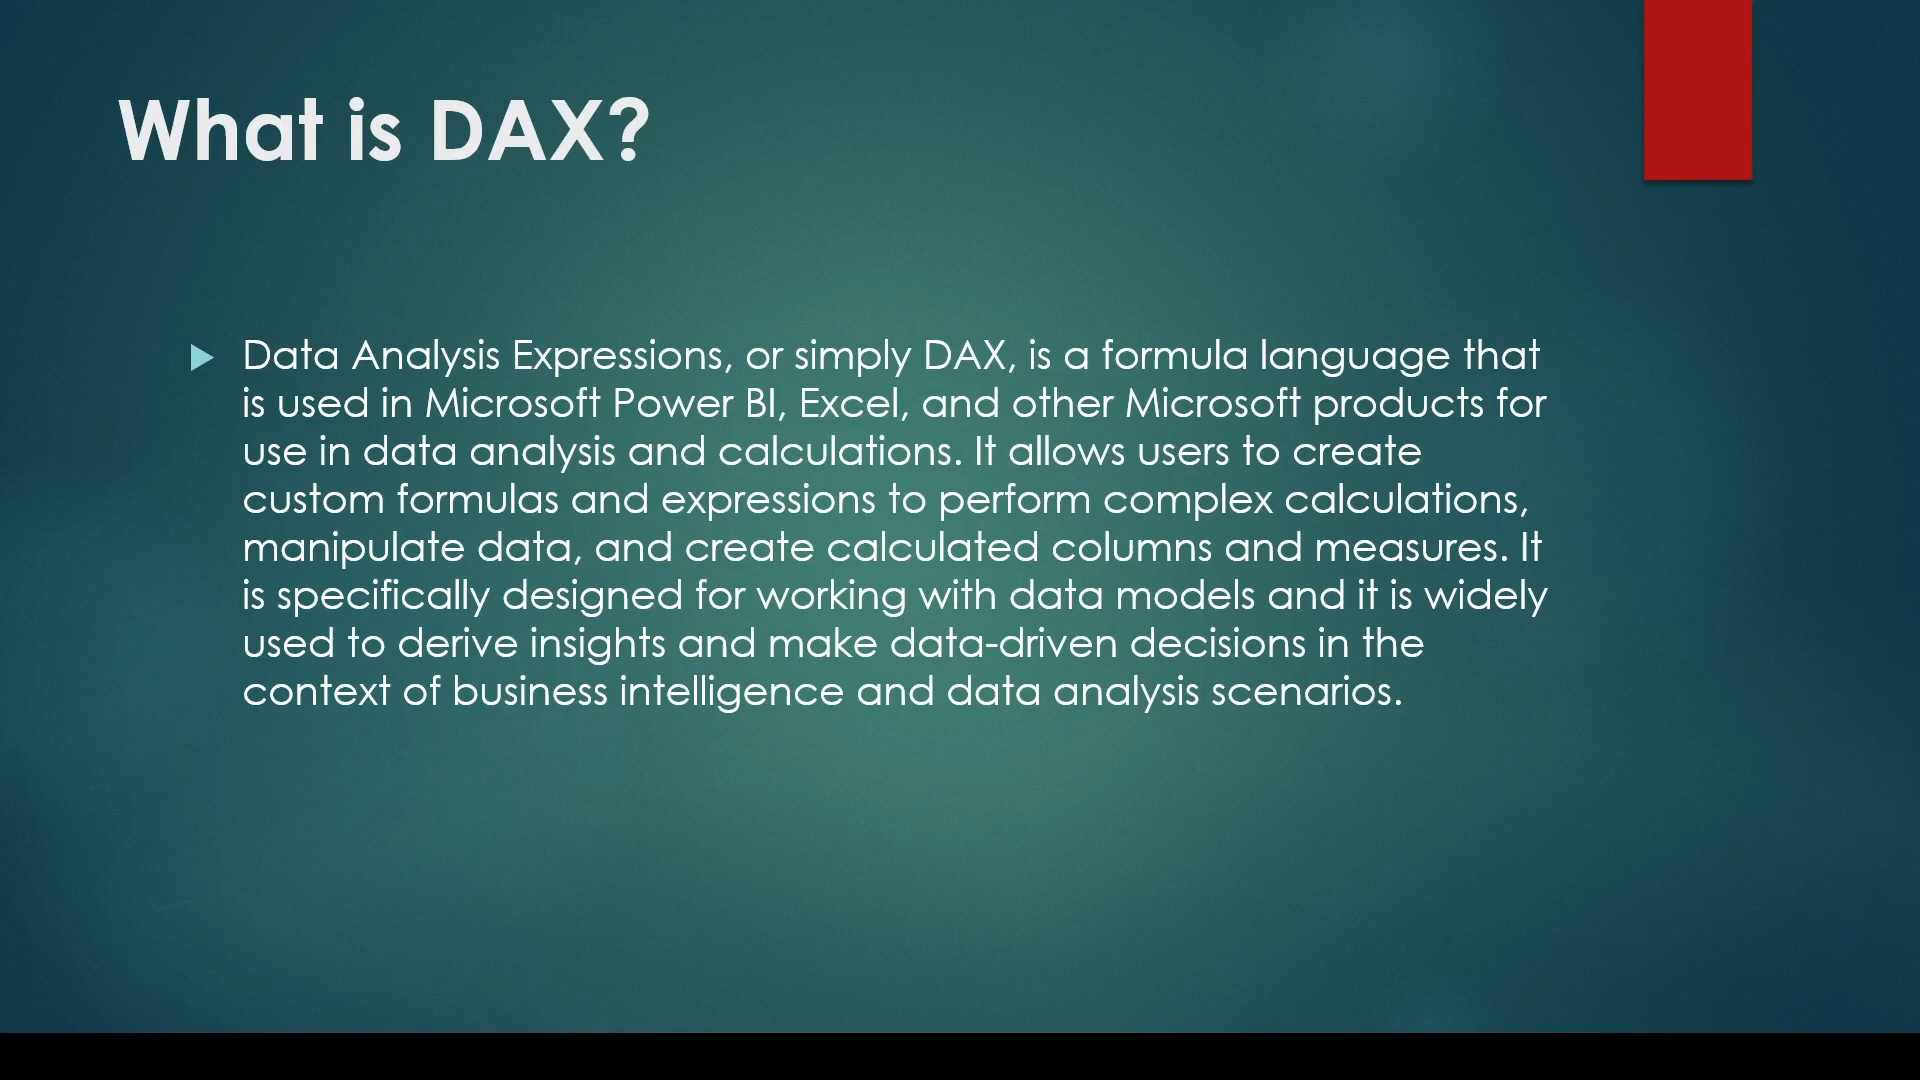 What is DAX?
Data Analysis Expressions, or simply DAX, is a formula language that
is used in Microsoft Power BI, Excel, and other Microsoft products for
use in data analysis and calculations. It allows users to create
custom formulas and expressions to perform complex calculations,
manipulate data, and create calculated columns and measures. It
is specifically designed for working with data models and it is widely
used to derive insights and make data-driven decisions in the
context of business intelligence and data analysis scenarios.